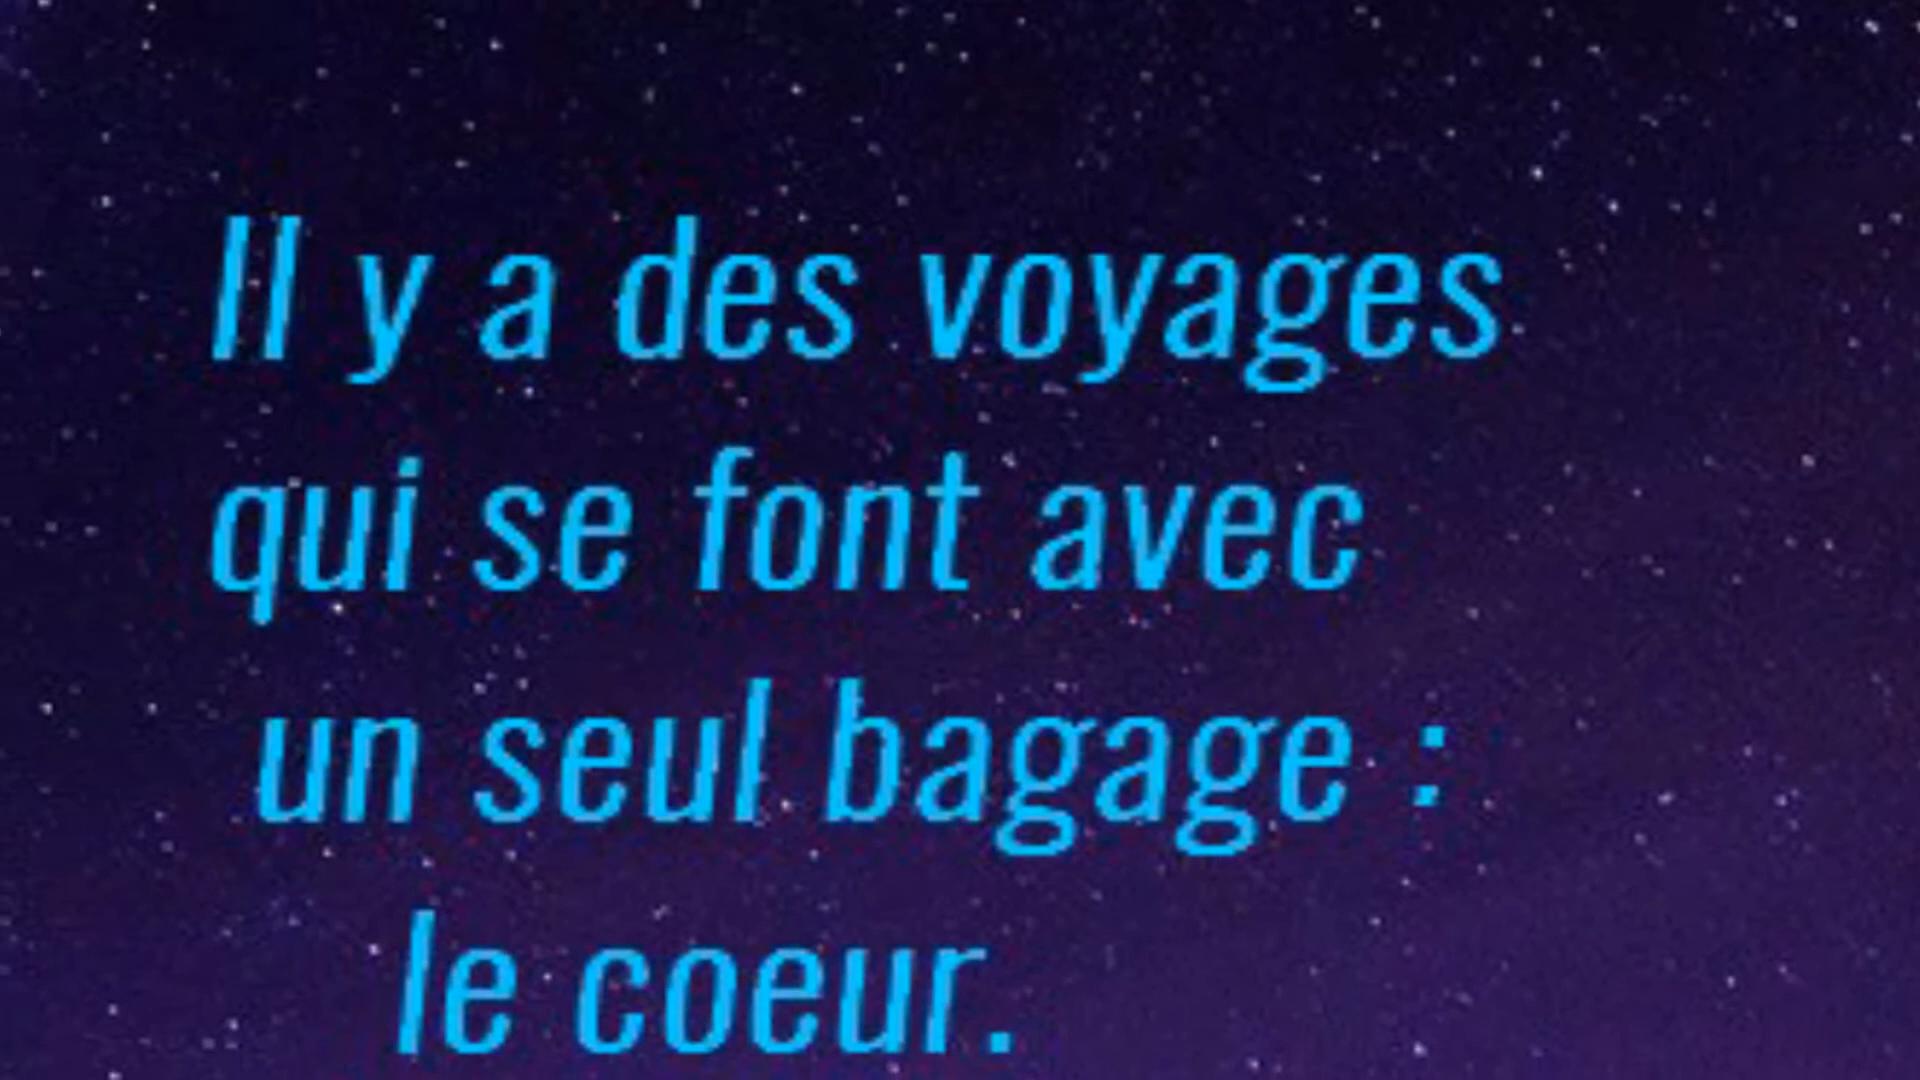 Il y a des voyages
qui se font avec
un seul bagage :
le coeur.